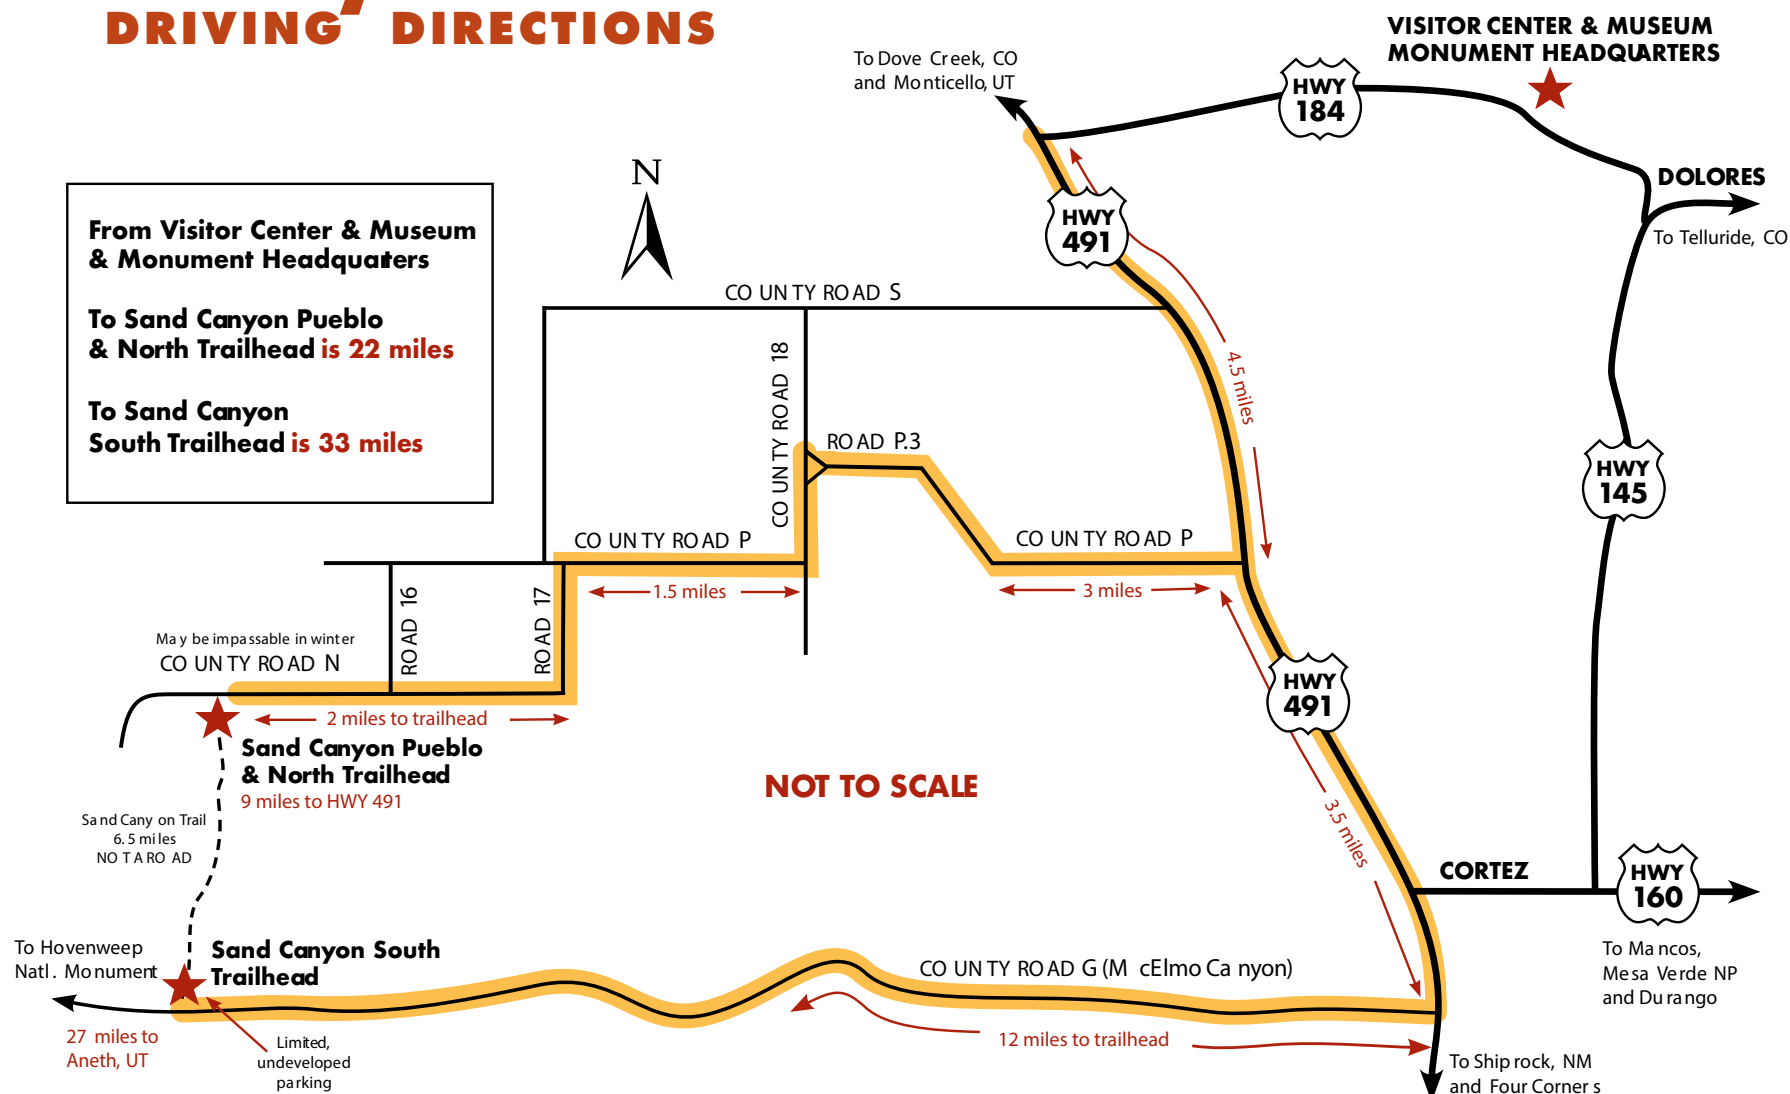 DRIVING DIRECTIONS
VISITOR CENTER & MUSEUM
MONUMENT HEADQUARTERS
To Dove Creek, CO
and Monticello, UT
HWY
184
DOLORES
To Telluride, CO
N
From Visitor Center & Museum
& Monument Headquarters
To Sand Canyon Pueblo
& North Trailhead is 22 miles
To Sand Canyon
South Trailhead is 33 miles
HWY
491
COUNTY ROAD S
COUNTY ROAD 18
4.5 miles
ROAD P.3
HWY
145
COUNTY ROAD P
COUNTY ROAD P
1.5 miles
3 miles
ROAD 16
ROAD 17
May be impassable in winter
COUNTY ROAD N
2 miles to trailhead
HWY
491
Sand Canyon Pueblo
& North Trailhead
9 miles to HWY 491
NOT TO SCALE
3.5 miles
Sand Canyon Trail
6.5 miles
NOT A ROAD
CORTEZ
HWY
160
To Mancos,
Mesa Verde NP
and Durango
To Hovenweep
Natl. Monument
Sand Canyon South
Trailhead
COUNTY ROAD G (McElmo Canyon)
27 miles to
Aneth, UT
Limited,
undeveloped
parking
12 miles to trailhead
To Shiprock, NM
and Four Corners